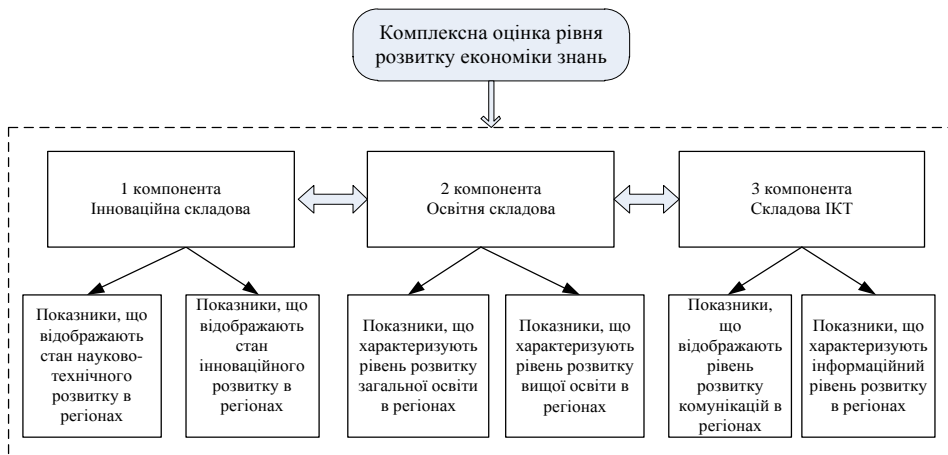 Комплексна оцінка рівня
розвитку економіки знань
1 компонента
Інноваційна складова
2 компонента
Освітня складова
3 компонента
Складова ІКТ
Показники, що
відображають
стан науково-
технічного
розвитку в
регіонах
Показники, що
відображають
стан
інноваційного
розвитку в
регіонах
Показники, що
характеризують
рівень розвитку
загальної освіти
в регіонах
Показники, що
характеризують
рівень розвитку
вищої освіти в
регіонах
Показники,
що
відображають
рівень
розвитку
комунікацій в
регіонах
Показники, що
характеризують
інформаційний
рівень розвитку
в регіонах